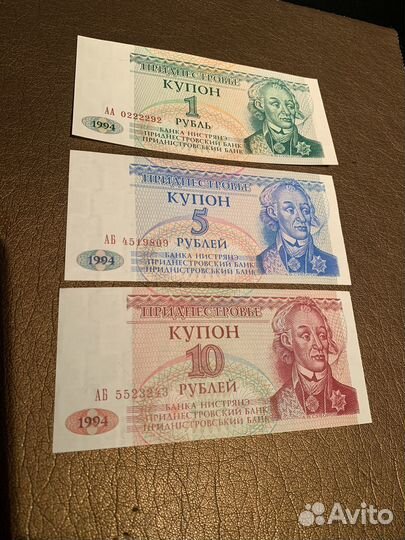 ПРИДНЕСТРОВЬЕ
КУПОН
1
АА 0222292
РУБЛЬ
1994
БАНКА НИСТРЯНЭ
ПРИДНЕСТРОВСКИЙ БАНК
ПРИДНІСТРОВСЬКИЙ БАНК
ПРИДНЕСТРОВЬЕ
КУПОН
5
АБ 4519809
РУБЛЕЙ
1994
БАНКА НИСТРЯНЭ
ПРИДНЕСТРОВСКИЙ БАНК
ПРИДНІСТРОВСЬКИЙ БАНК
ПРИДНЕСТРОВЬЕ
КУПОН
10
АБ 5523243
РУБЛЕЙ
1994
БАНКА НИСТРЯНЭ
ПРИДНЕСТРОВСКИЙ БАНК
ПРИДНІСТРОВСЬКИЙ БАНК
Avito